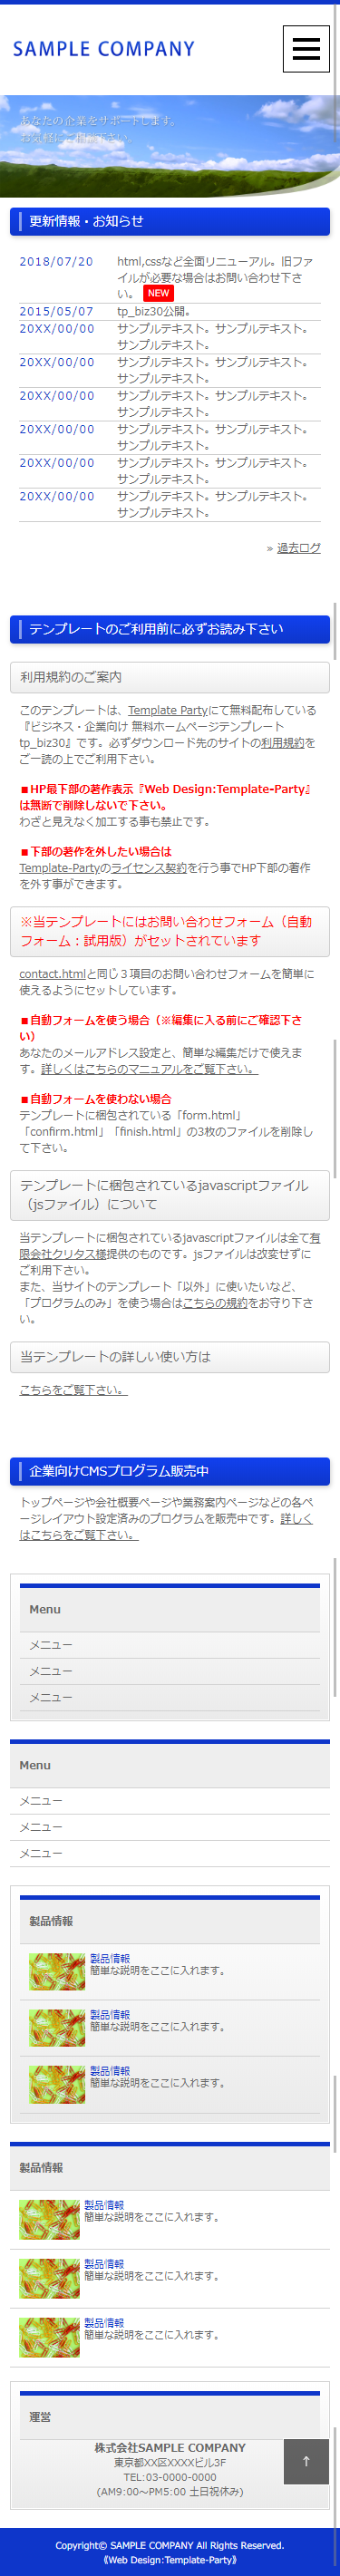 SAMPLE COMPANY
あなたの企業をサポートします。
お気軽にご相談下さい。
更新情報・お知らせ
2018/07/20 html,cssなど全面リニューアル。旧ファ
イルが必要な場合はお問い合わせ下さ
い。 NEW
2015/05/07 tp_biz30公開。
20XX/00/00 サンプルテキスト。サンプルテキスト。
サンプルテキスト。
20XX/00/00 サンプルテキスト。サンプルテキスト。
サンプルテキスト。
20XX/00/00 サンプルテキスト。サンプルテキスト。
サンプルテキスト。
20XX/00/00 サンプルテキスト。サンプルテキスト。
サンプルテキスト。
20XX/00/00 サンプルテキスト。サンプルテキスト。
サンプルテキスト。
20XX/00/00 サンプルテキスト。サンプルテキスト。
サンプルテキスト。
» 過去ログ
テンプレートのご利用前に必ずお読み下さい
利用規約のご案内
このテンプレートは、Template Partyにて無料配布している
『ビジネス・企業向け 無料ホームページテンプレート
tp_biz30』です。必ずダウンロード先のサイトの利用規約をご
一読の上でご利用下さい。
■HP最下部の著作表示『Web Design:Template-Party』
は無断で削除しないで下さい。
わざと見えなく加工する事も禁止です。
■下部の著作を外したい場合は
Template-Partyのライセンス契約を行う事でHP下部の著作
を外す事ができます。
※当テンプレートにはお問い合わせフォーム（自動
フォーム：試用版）がセットされています
contact.htmlと同じ３項目のお問い合わせフォームを簡単に
使えるようにセットしています。
■自動フォームを使う場合（※編集に入る前にご確認下さ
い）
あなたのメールアドレス設定と、簡単な編集だけで使えま
す。詳しくはこちらのマニュアルをご覧下さい。
■自動フォームを使わない場合
テンプレートに梱包されている「form.html」
「confirm.html」「finish.html」の3枚のファイルを削除し
て下さい。
テンプレートに梱包されているjavascriptファイル
（jsファイル）について
当テンプレートに梱包されているjavascriptファイルは全て有
限会社クリタス様提供のものです。jsファイルは改変せずに
ご利用下さい。
また、当サイトのテンプレート「以外」に使いたいなど、
「プログラムのみ」を使う場合はこちらの規約をお守り下さ
い。
当テンプレートの詳しい使い方は
こちらをご覧下さい。
企業向けCMSプログラム販売中
トップページや会社概要ページや業務案内ページなどの各ペ
ージレイアウト設定済みのプログラムを販売中です。詳しく
はこちらをご覧下さい。
Menu
メニュー
メニュー
メニュー
Menu
メニュー
メニュー
メニュー
製品情報
製品情報
簡単な説明をここに入れます。
製品情報
簡単な説明をここに入れます。
製品情報
簡単な説明をここに入れます。
製品情報
製品情報
簡単な説明をここに入れます。
製品情報
簡単な説明をここに入れます。
製品情報
簡単な説明をここに入れます。
運営
株式会社SAMPLE COMPANY
東京都XX区XXXXビル3F
TEL:03-0000-0000
(AM9:00～PM5:00 土日祝休み)
↑
Copyright© SAMPLE COMPANY All Rights Reserved.
《Web Design:Template-Party》